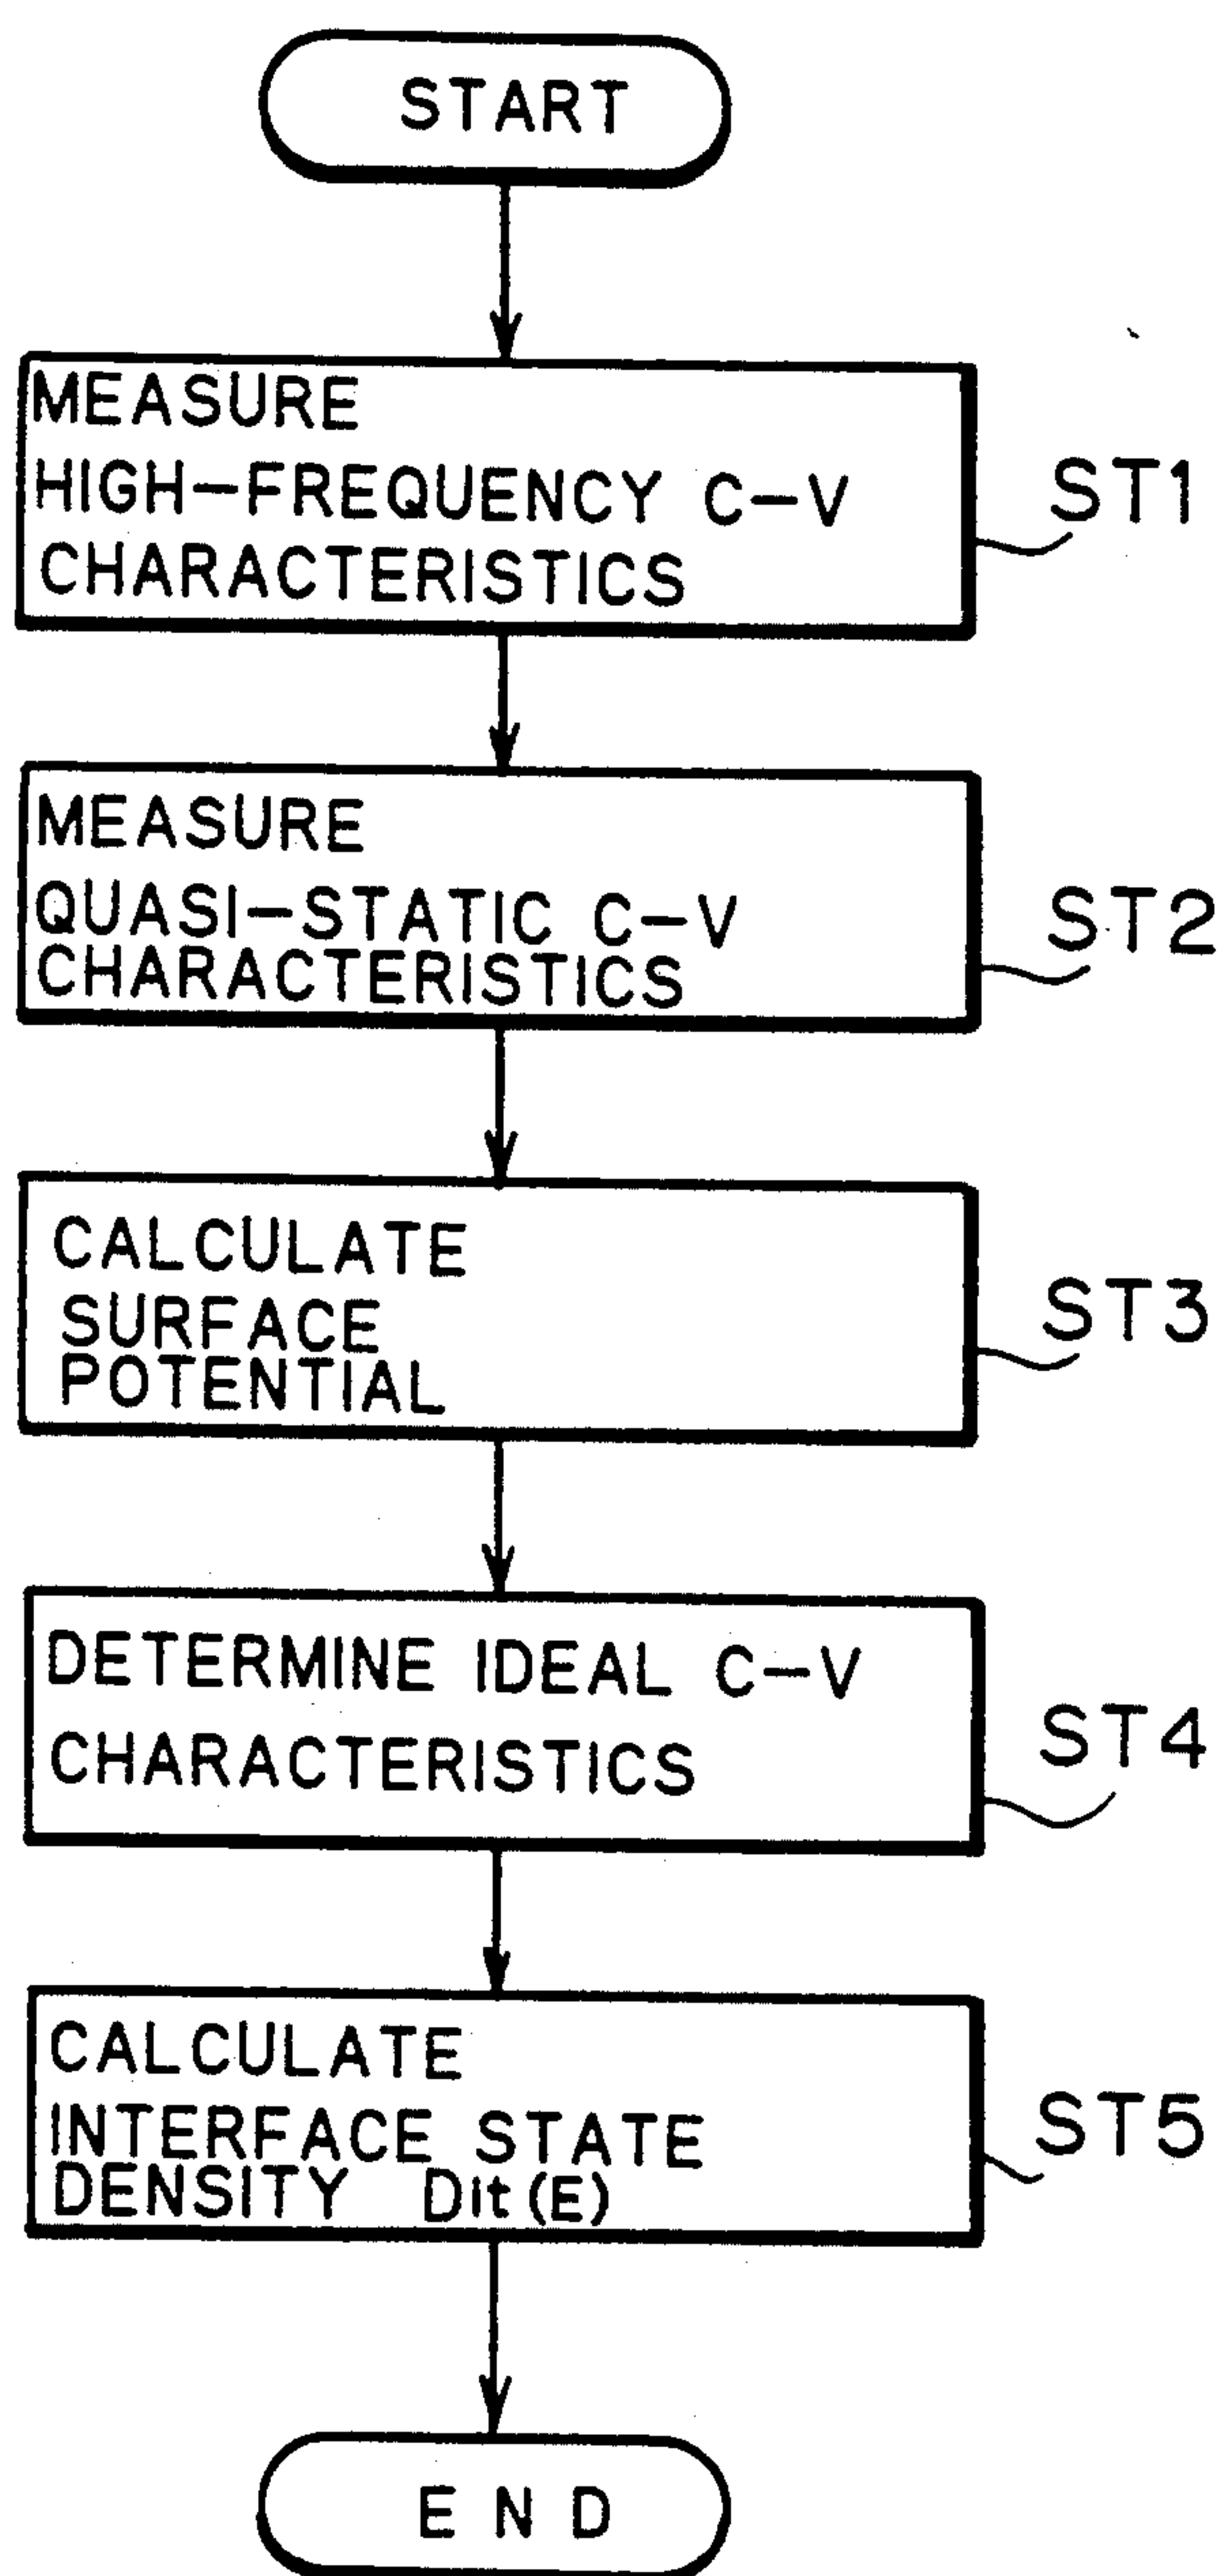 START
MEASURE
HIGH-FREQUENCY C-V
CHARACTERISTICS
ST1
MEASURE
QUASI-STATIC C-V
CHARACTERISTICS
ST2
CALCULATE
SURFACE
POTENTIAL
ST3
DETERMINE IDEAL C-V
CHARACTERISTICS
ST4
CALCULATE
INTERFACE STATE
DENSITY Dit (E)
ST5
END